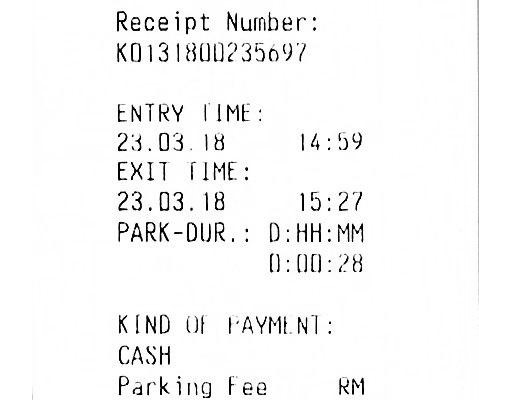 Receipt Number:
K013180D235697
ENTRY TIME:
23.03.18 14:59
EXIT TIME:
23.03.18 15:27
PARK-DUR.: D:HH:MM
0:00:28
KIND OF PAYMENT:
CASH
Parking Fee RM